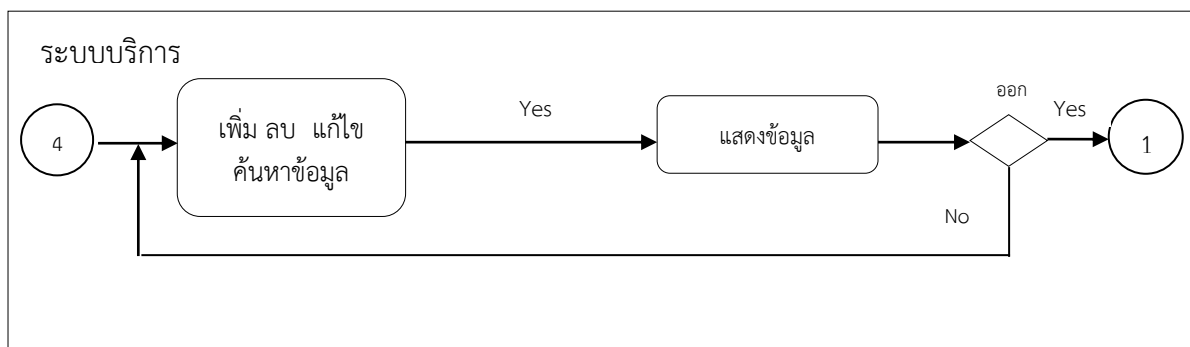 ระบบบริการ
4
เพิ่ม ลบ แก้ไข
ค้นหาข้อมูล
Yes
แสดงข้อมูล
ออก
Yes
1
No